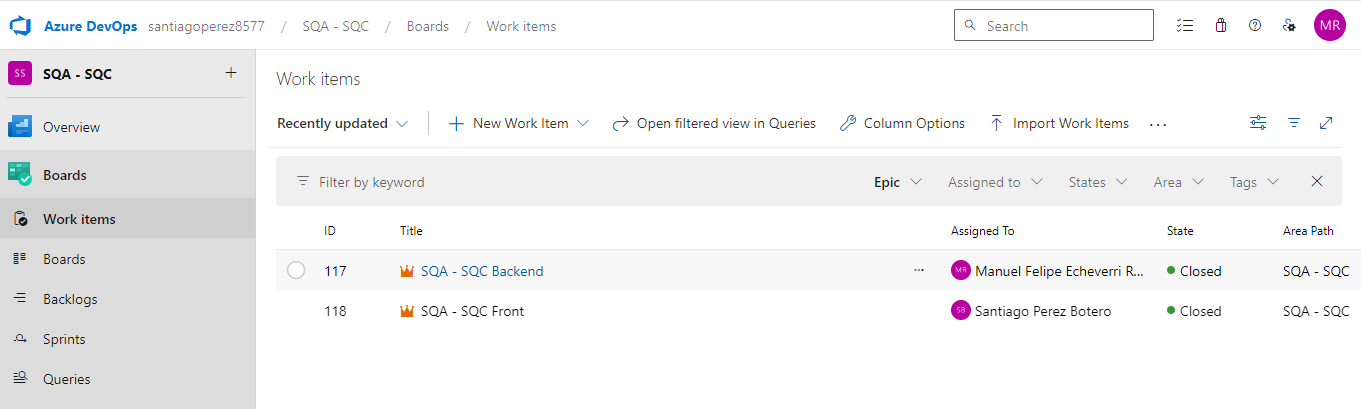 Azure DevOps santiagoperez8577 / SQA - SQC / Boards / Work items Search MR
SS SQA - SQC +
Work items
Overview
Recently updated New Work Item Open filtered view in Queries Column Options Import Work Items ...
Boards
Filter by keyword Epic Assigned to States Area Tags
Work items
ID Title Assigned To State Area Path
Boards
117 SQA - SQC Backend ... MR Manuel Felipe Echeverri R... Closed SQA - SQC
Backlogs
118 SQA - SQC Front SB Santiago Perez Botero Closed SQA - SQC
Sprints
Queries